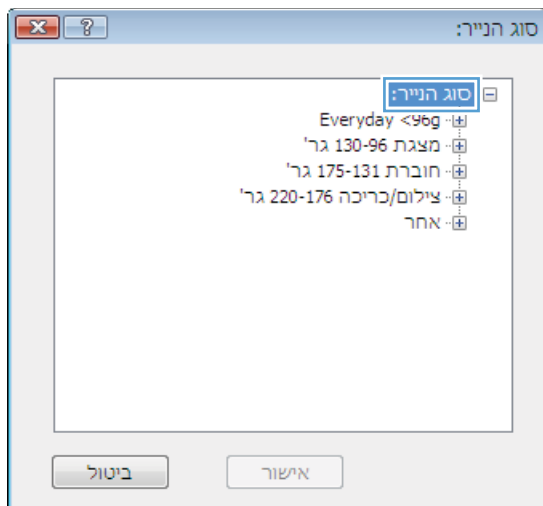 סוג הנייר:
סוג הנייר:
Everyday <96g
מצגת 130-96 גר'
חוברת 175-131 גר'
צילום/כריכה 220-176 גר'
אחר
אישור
ביטול